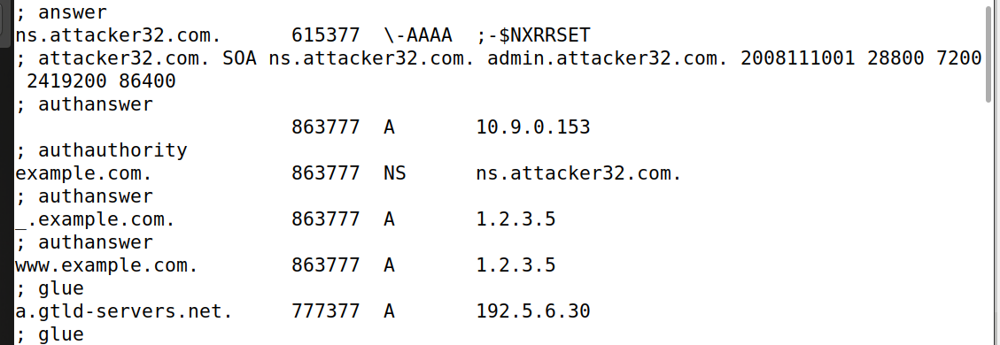 ; answer
ns.attacker32.com. 615377 \-AAAA ;-$NXRRSET
; attacker32.com. SOA ns.attacker32.com. admin.attacker32.com. 2008111001 28800 7200
2419200 86400
; authanswer
863777 A 10.9.0.153
; authauthority
example.com. 863777 NS ns.attacker32.com.
; authanswer
_.example.com. 863777 A 1.2.3.5
; authanswer
www.example.com. 863777 A 1.2.3.5
; glue
a.gtld-servers.net. 777377 A 192.5.6.30
; glue